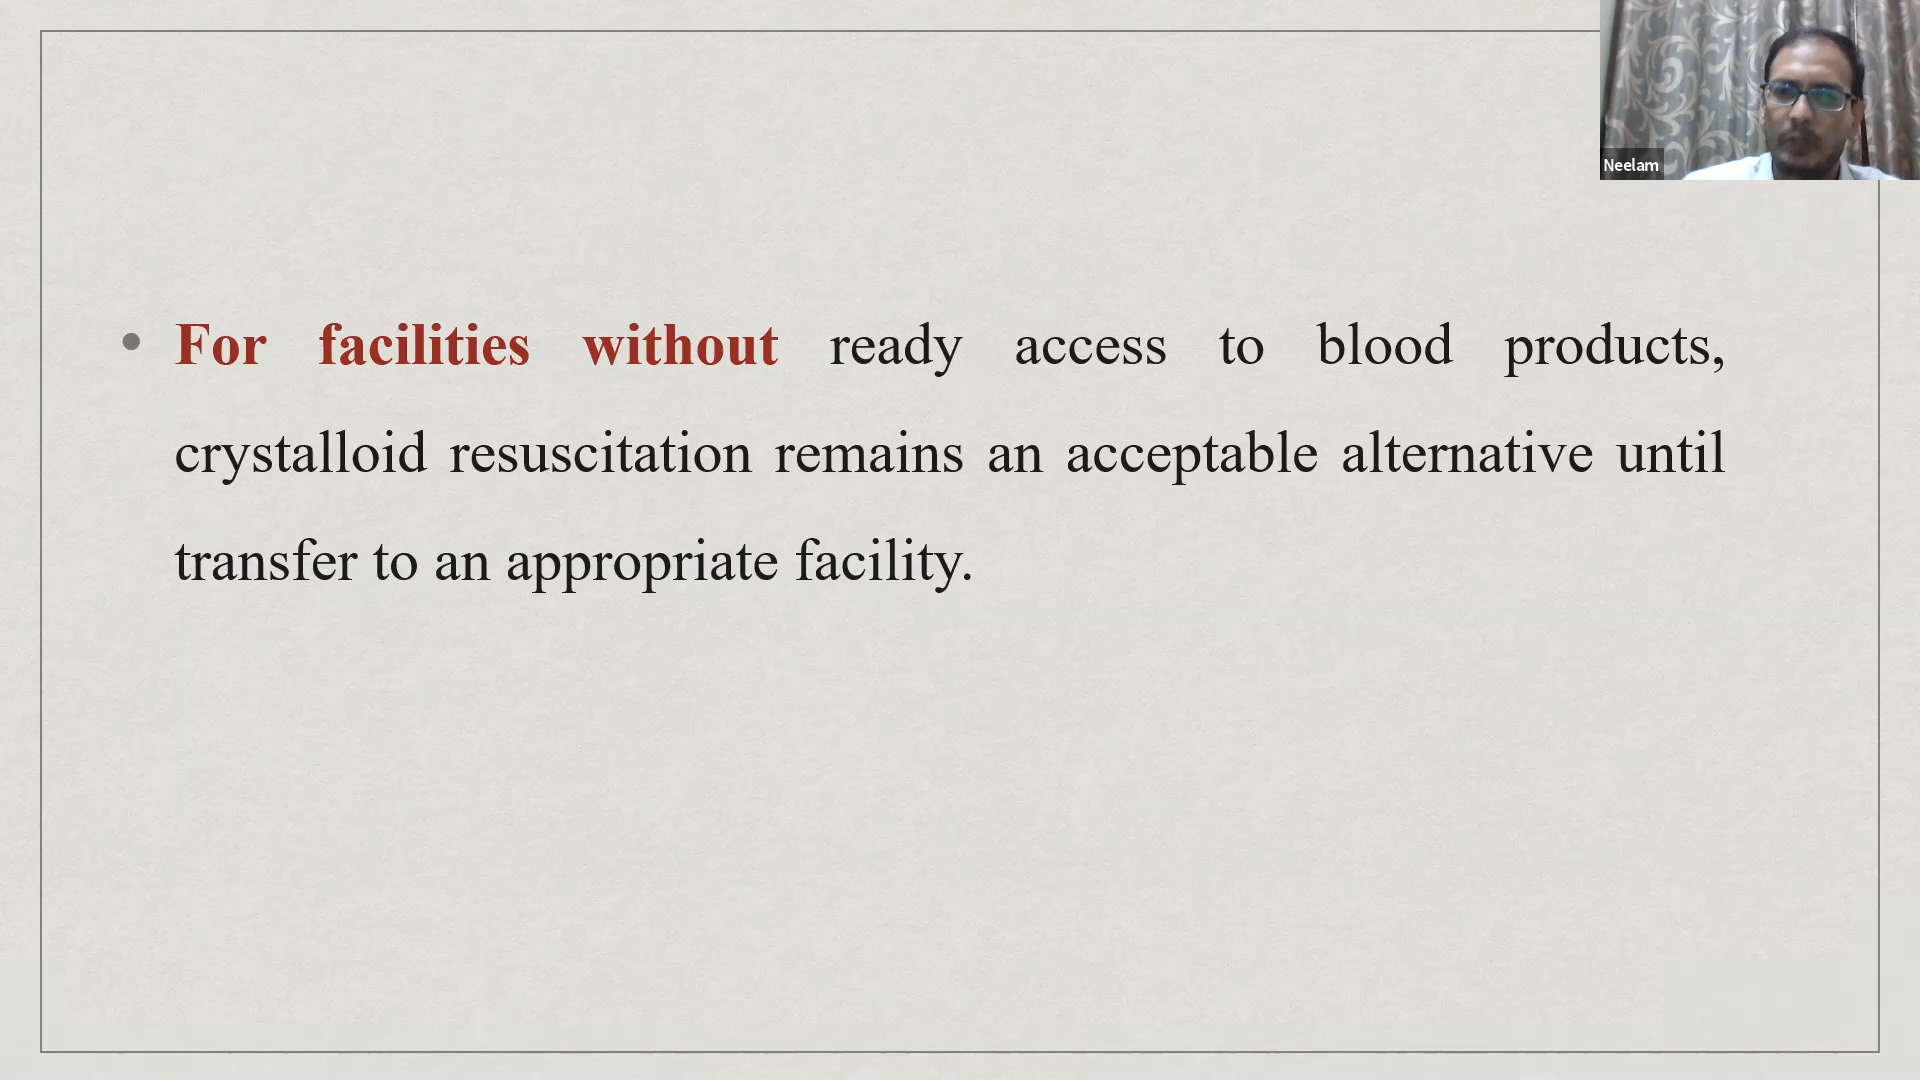 Neelam
• For facilities without ready access to blood products,
crystalloid resuscitation remains an acceptable alternative until
transfer to an appropriate facility.